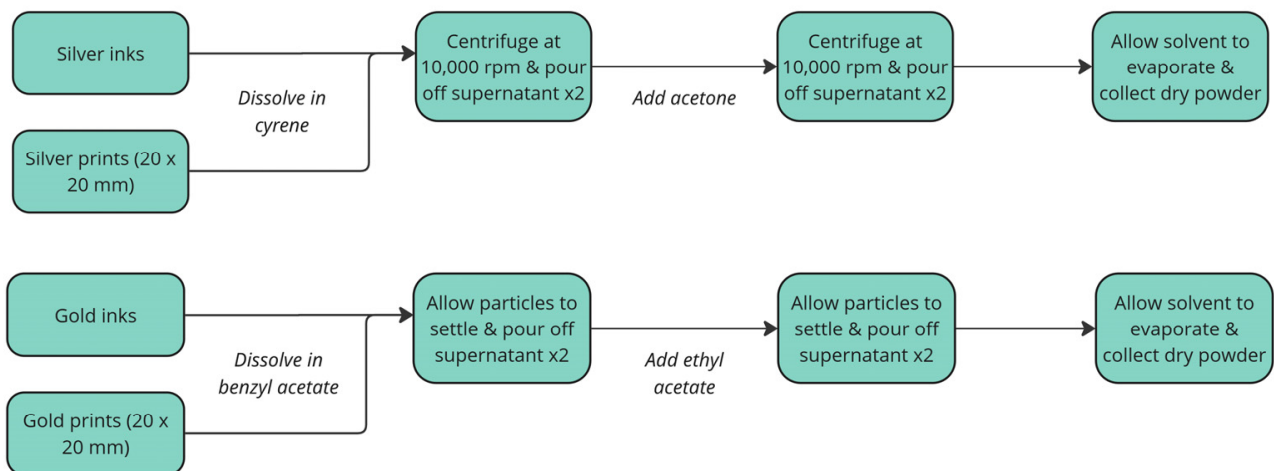 Silver inks
Dissolve in
cyrene
Silver prints (20 x
20 mm)
Centrifuge at
10,000 rpm & pour
off supernatant x2
Add acetone
Centrifuge at
10,000 rpm & pour
off supernatant x2
Allow solvent to
evaporate &
collect dry powder
Gold inks
Dissolve in
benzyl acetate
Gold prints (20 x
20 mm)
Allow particles to
settle & pour off
supernatant x2
Add ethyl
acetate
Allow particles to
settle & pour off
supernatant x2
Allow solvent to
evaporate &
collect dry powder